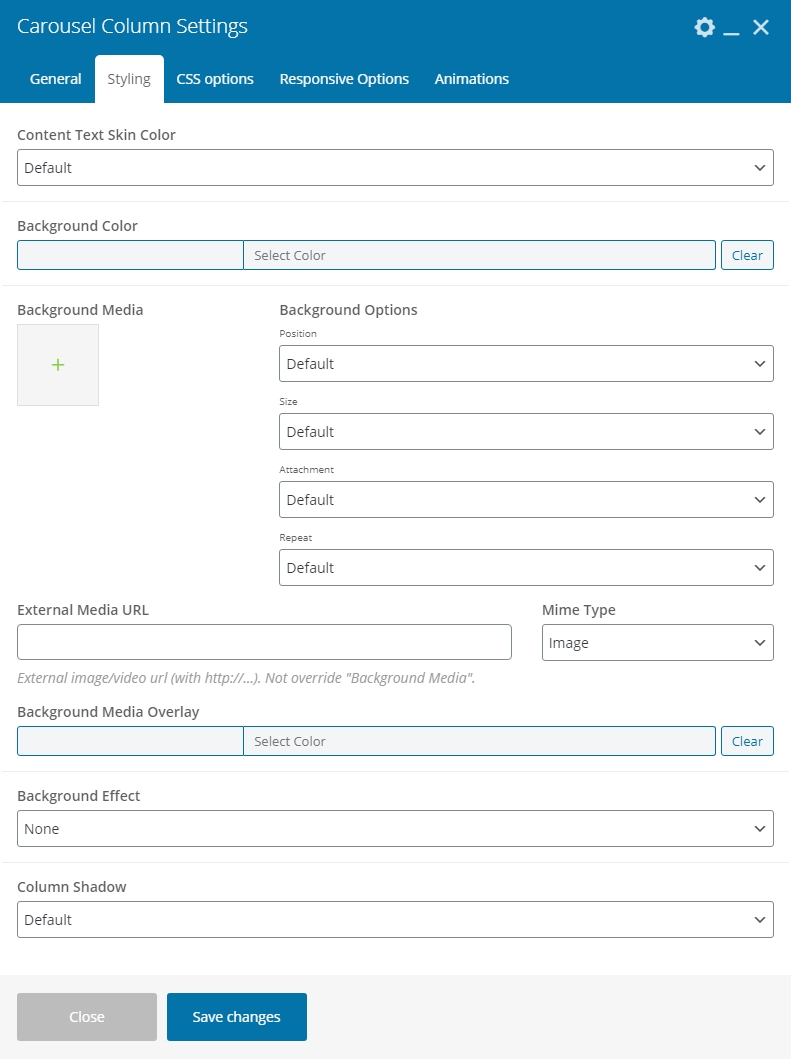 Carousel Column Settings
General Styling CSS options Responsive Options Animations
Content Text Skin Color
Default
Background Color
Select Color Clear
Background Media Background Options
Position
+ Default
Size
Default
Attachment
Default
Repeat
Default
External Media URL Mime Type
Image
External image/video url (with http://...). Not override "Background Media".
Background Media Overlay
Select Color Clear
Background Effect
None
Column Shadow
Default
Close Save changes